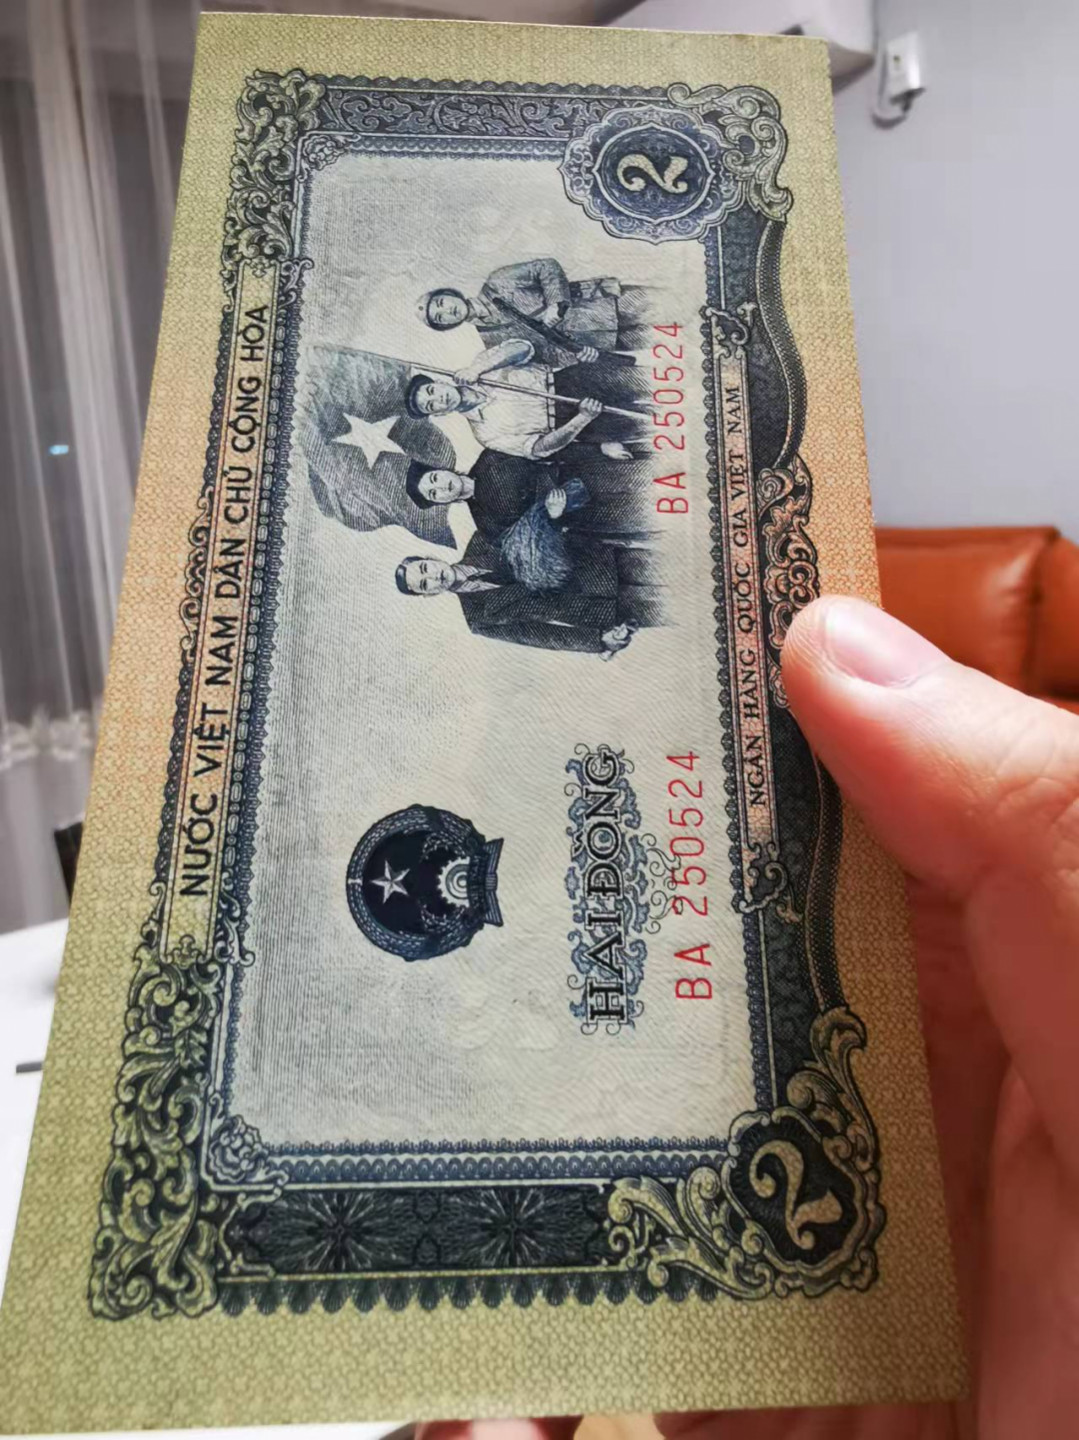 2
NƯỚC VIỆT NAM DÂN CHỦ CỘNG HÒA
HAI ĐỒNG
BA 250524
BA 250524
NGÂN HÀNG QUỐC GIA VIỆT NAM
2